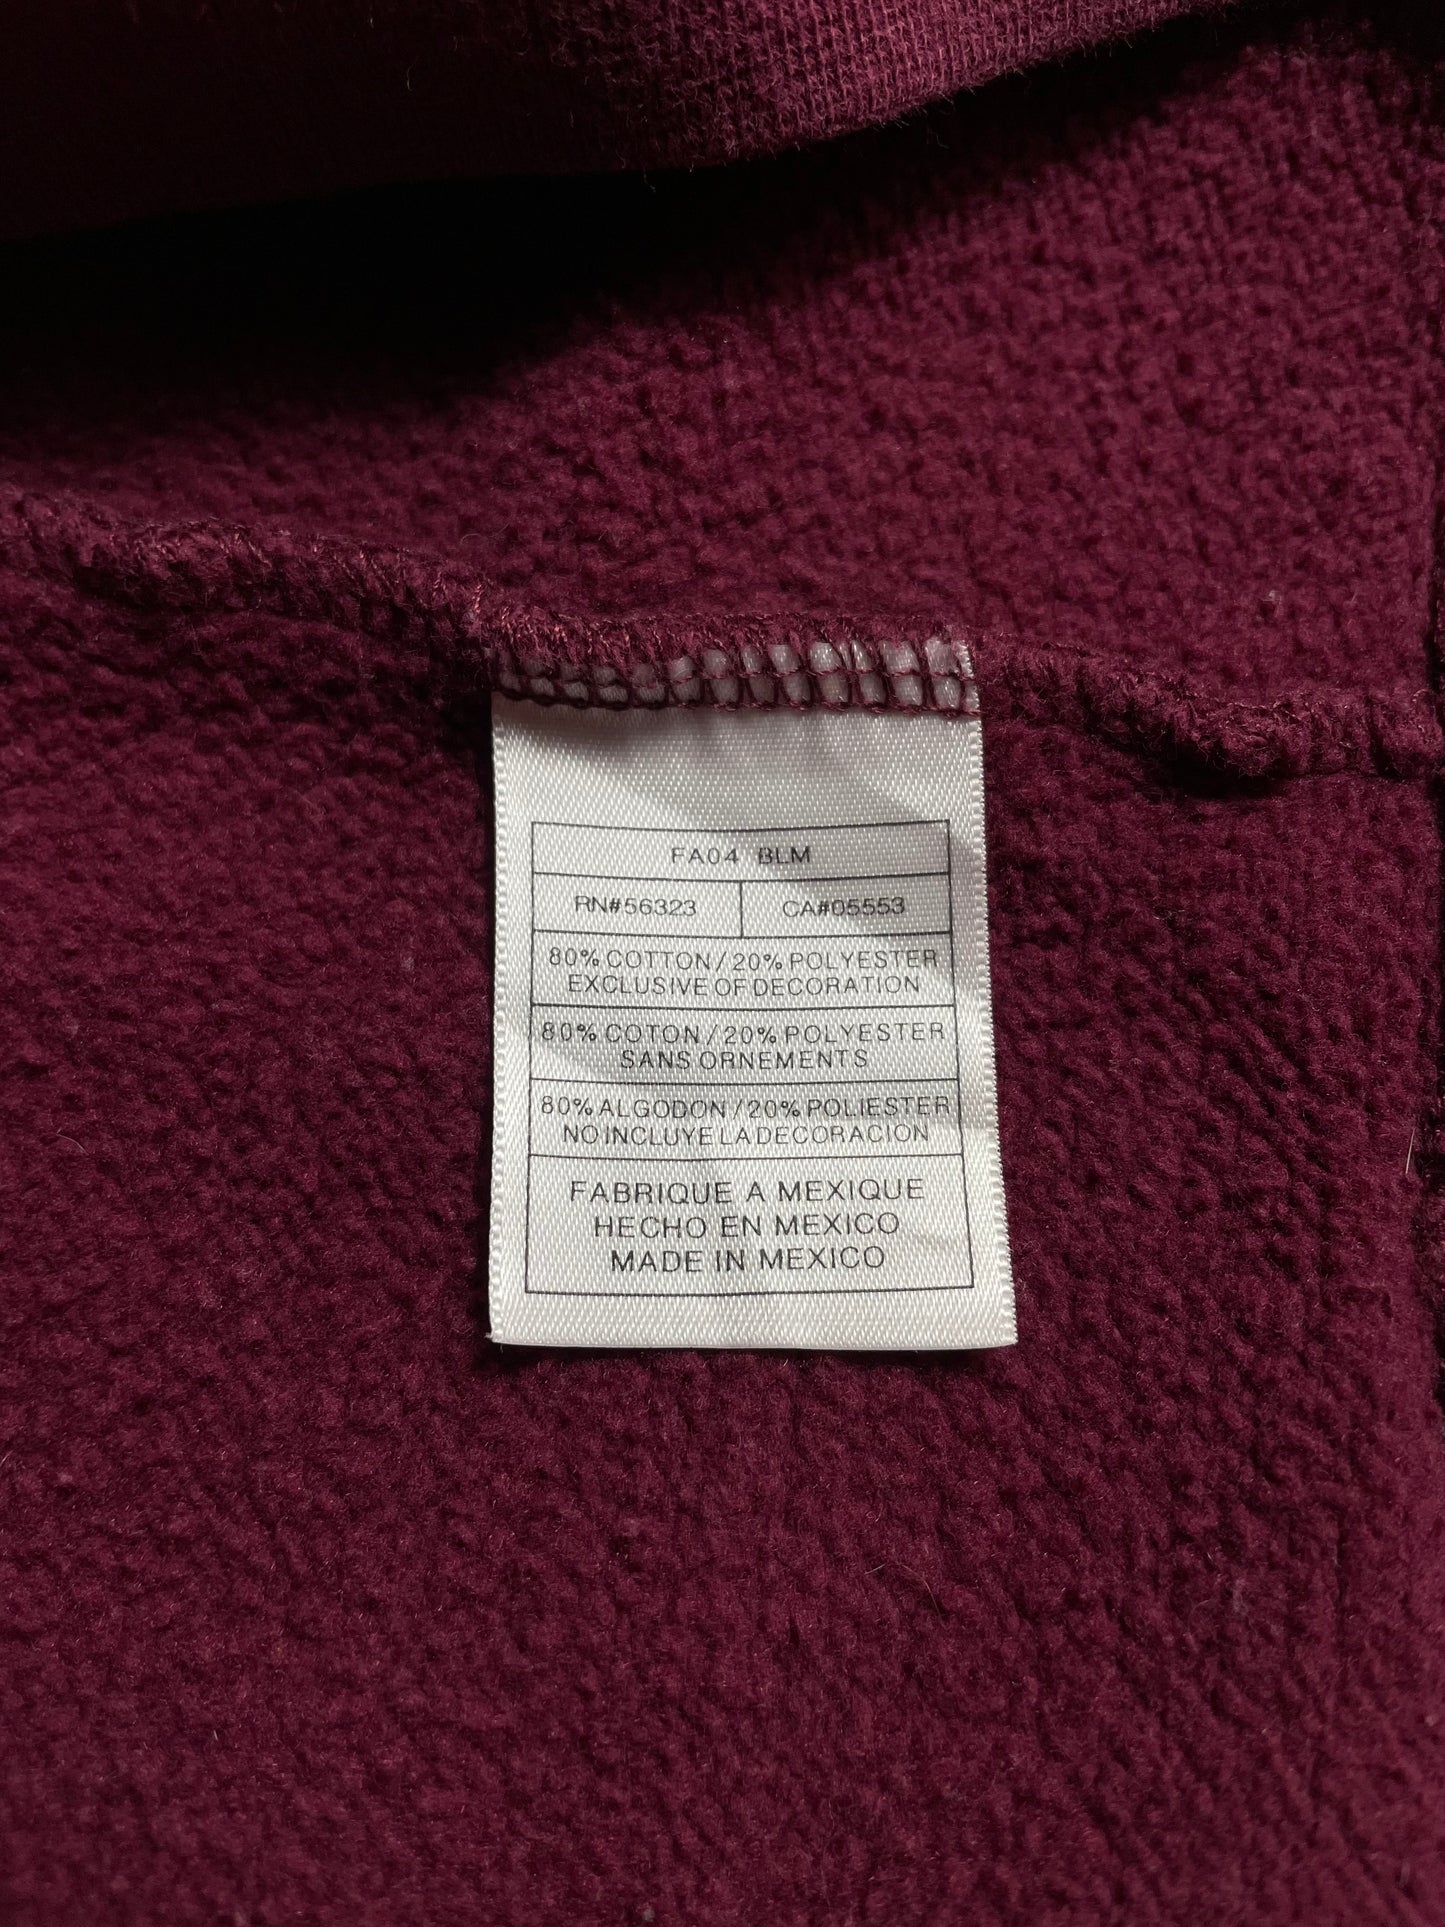 FA04 BLM
RN#56323 CA#05553
80% COTTON / 20% POLYESTER
EXCLUSIVE OF DECORATION
80% COTON / 20% POLYESTER
SANS ORNEMENTS
80% ALGODON / 20% POLIESTER
NO INCLUYE LA DECORACION
FABRIQUE A MEXIQUE
HECHO EN MEXICO
MADE IN MEXICO